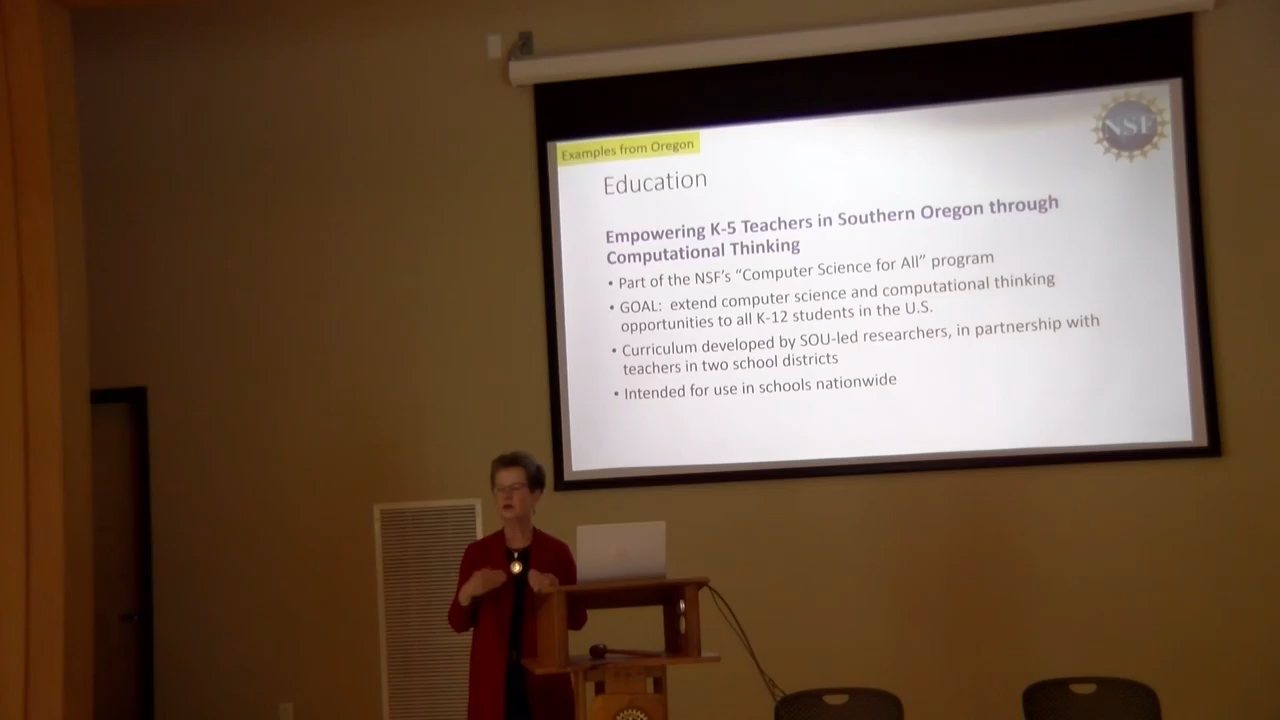 Examples from Oregon
NSF
Education
Empowering K-5 Teachers in Southern Oregon through
Computational Thinking
• Part of the NSF's “Computer Science for All” program
• GOAL: extend computer science and computational thinking
opportunities to all K-12 students in the U.S.
• Curriculum developed by SOU-led researchers, in partnership with
teachers in two school districts
• Intended for use in schools nationwide